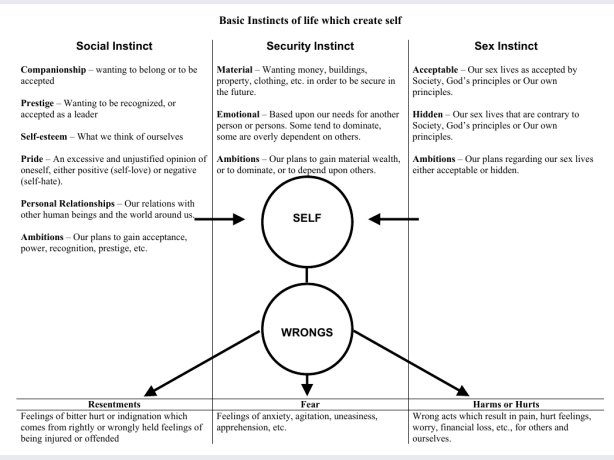 Basic Instincts of life which create self
Social Instinct
Companionship – wanting to belong or to be
accepted
Prestige – Wanting to be recognized, or
accepted as a leader
Self-esteem – What we think of ourselves
Pride – An excessive and unjustified opinion of
oneself, either positive (self-love) or negative
(self-hate).
Personal Relationships – Our relations with
other human beings and the world around us.
Ambitions – Our plans to gain acceptance,
power, recognition, prestige, etc.
Security Instinct
Material – Wanting money, buildings,
property, clothing, etc. in order to be secure in
the future.
Emotional – Based upon our needs for another
person or persons. Some tend to dominate,
some are overly dependent on others.
Ambitions – Our plans to gain material wealth,
or to dominate, or to depend upon others.
Sex Instinct
Acceptable – Our sex lives as accepted by
Society, God's principles or Our own
principles.
Hidden – Our sex lives that are contrary to
Society, God's principles or Our own
principles.
Ambitions – Our plans regarding our sex lives
either acceptable or hidden.
SELF
WRONGS
Resentments
Feelings of bitter hurt or indignation which
comes from rightly or wrongly held feelings of
being injured or offended
Fear
Feelings of anxiety, agitation, uneasiness,
apprehension, etc.
Harms or Hurts
Wrong acts which result in pain, hurt feelings,
worry, financial loss, etc., for others and
ourselves.